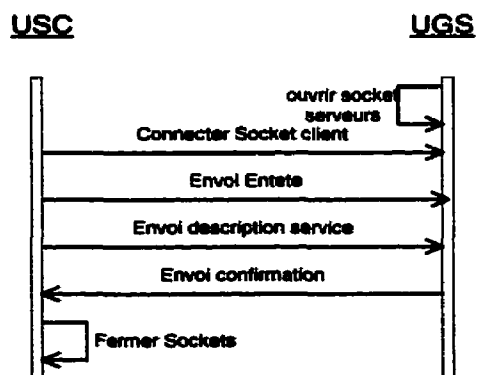 USC
UGS
ouvrir socket
serveurs
Connecter Socket client
Envoi Entete
Envoi description service
Envoi confirmation
Fermer Sockets